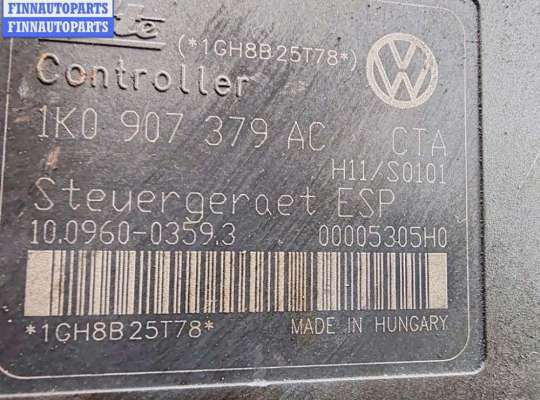 FINNAUTOPARTS
FINNAUTOPARTS
(*1GH8B25T78*)
Controller
1K0 907 379 AC CTA
H11/S0101
Steuergeraet ESP
10.0960-0359.3 00005305H0
*1GH8B25T78* MADE IN HUNGARY